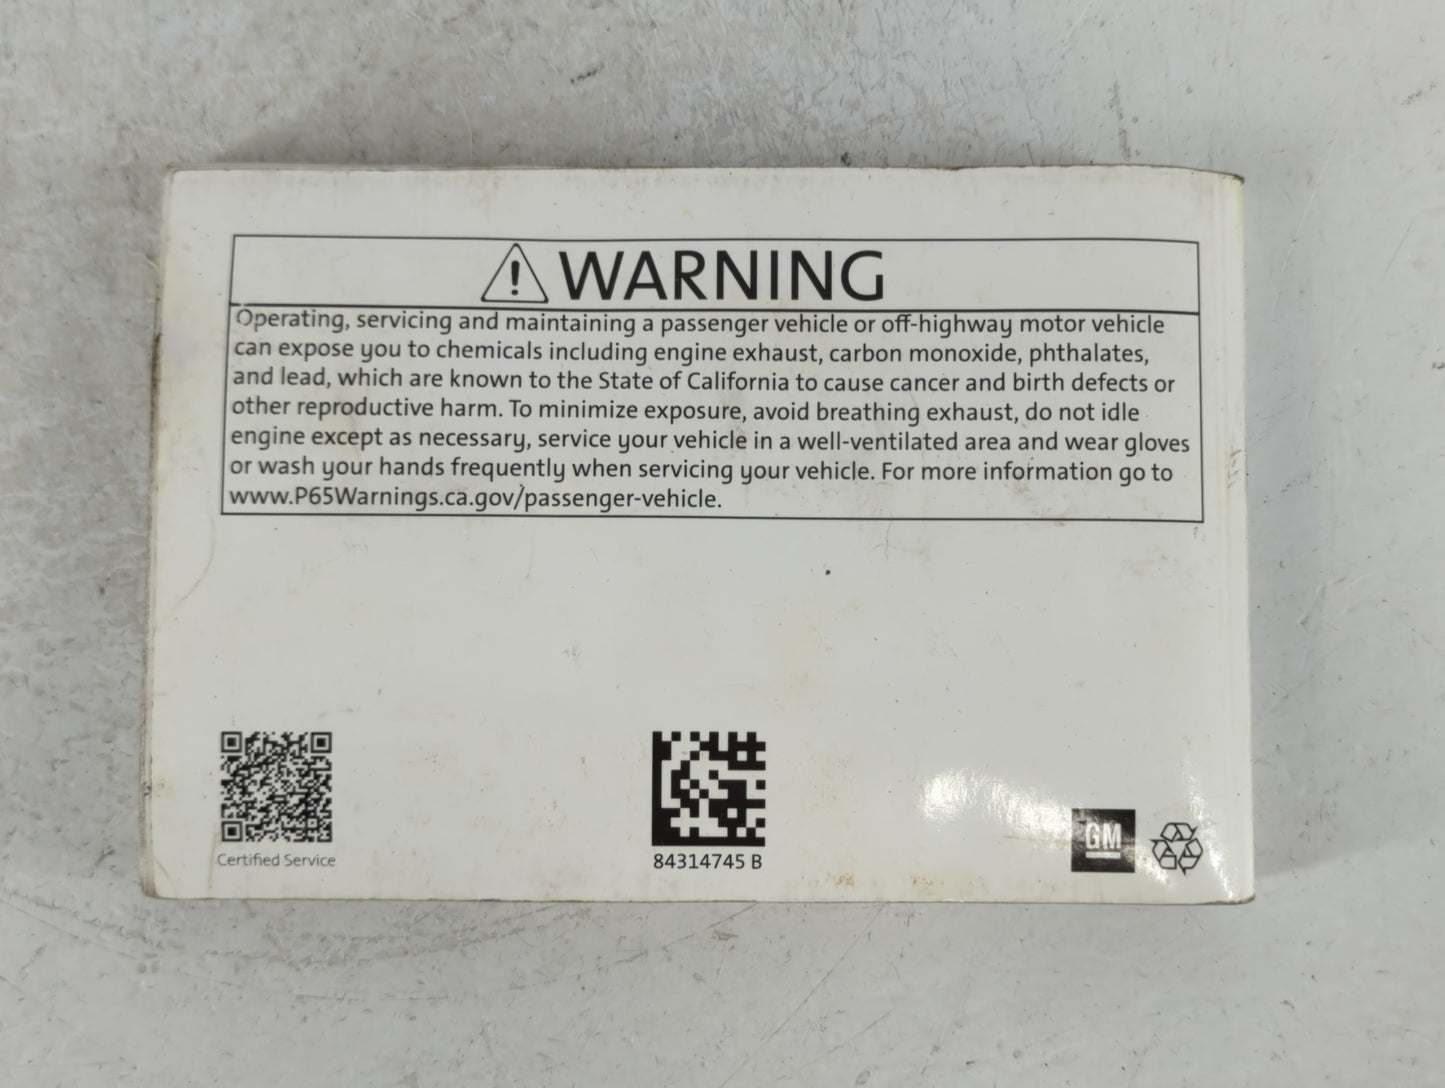 WARNING
Operating, servicing and maintaining a passenger vehicle or off-highway motor vehicle
can expose you to chemicals including engine exhaust, carbon monoxide, phthalates,
and lead, which are known to the State of California to cause cancer and birth defects or
other reproductive harm. To minimize exposure, avoid breathing exhaust, do not idle
engine except as necessary, service your vehicle in a well-ventilated area and wear gloves
or wash your hands frequently when servicing your vehicle. For more information go to
www.P65Warnings.ca.gov/passenger-vehicle.
Certified Service
84314745 B
GM